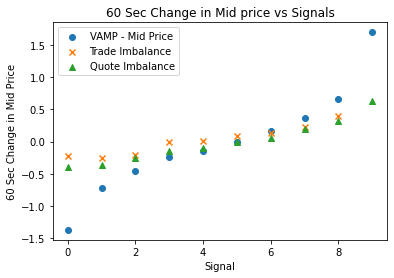 60 Sec Change in Mid price vs Signals
VAMP - Mid Price
Trade Imbalance
Quote Imbalance
60 Sec Change in Mid Price
1.5
1.0
0.5
0.0
−0.5
−1.0
−1.5
0 2 4 6 8
Signal